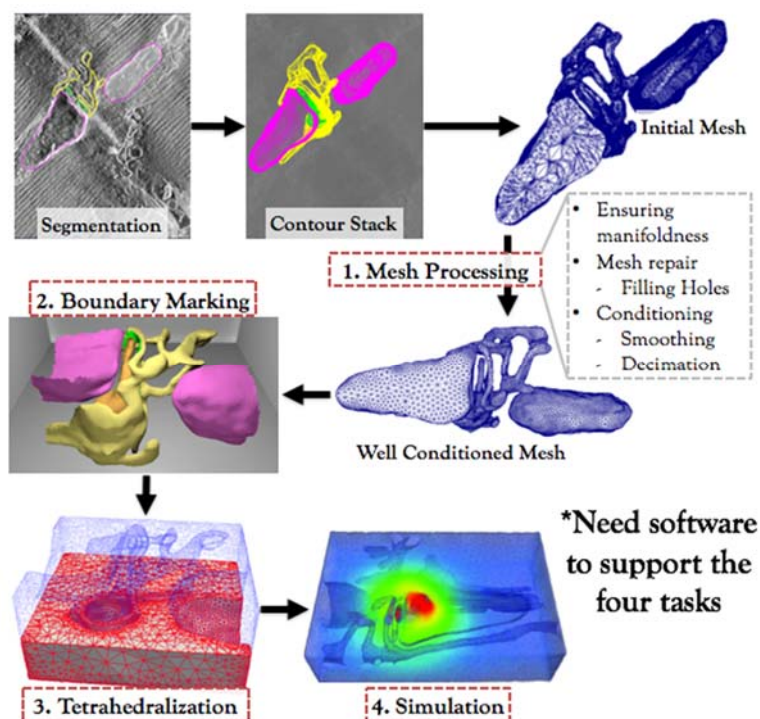 Segmentation
Contour Stack
Initial Mesh
1. Mesh Processing
• Ensuring
manifoldness
• Mesh repair
- Filling Holes
• Conditioning
- Smoothing
- Decimation
2. Boundary Marking
Well Conditioned Mesh
*Need software
to support the
four tasks
3. Tetrahedralization
4. Simulation